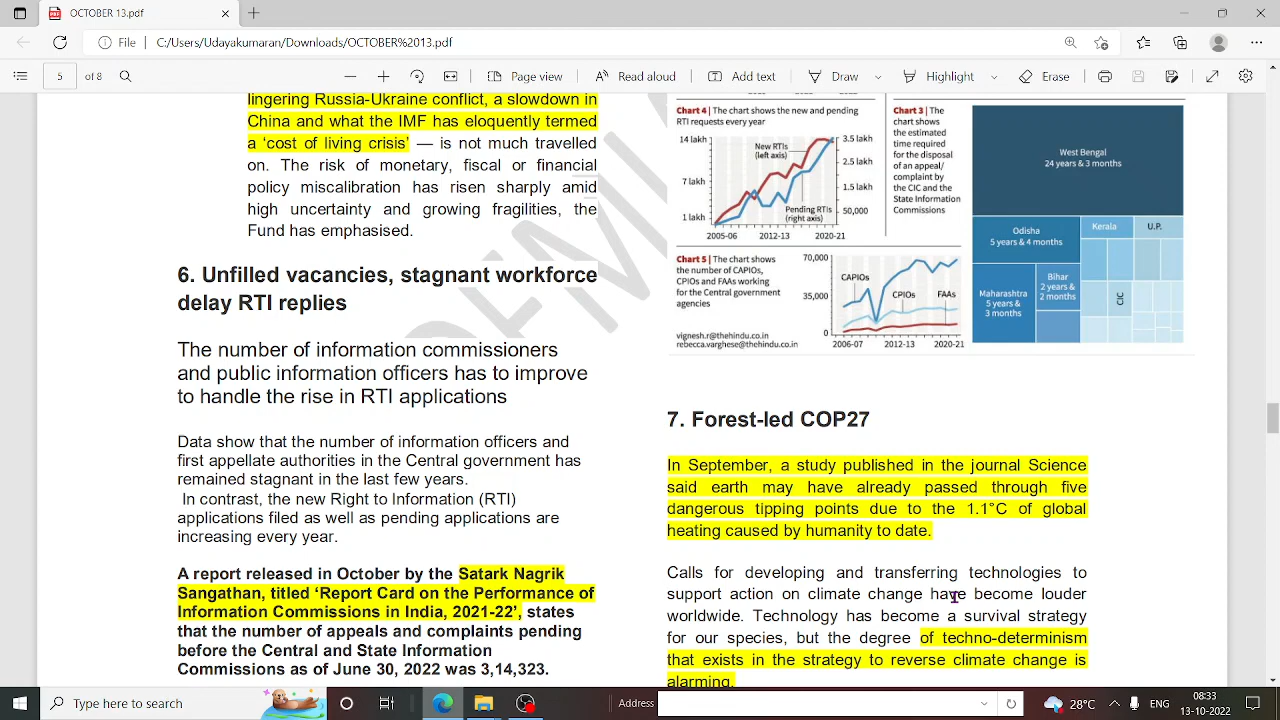 OCTOBER 13.pdf
File
C:/Users/Udayakumaran/Downloads/OCTOBER%2013.pdf
5
of 8
Page view
Read aloud
Add text
Highlight
Erase
lingering Russia-Ukraine conflict, a slowdown in
China and what the IMF has eloquently termed
a ‘cost of living crisis’ — is not much travelled
on. The risk of monetary, fiscal or financial
policy miscalibration has risen sharply amid
high uncertainty and growing fragilities, the
Fund has emphasised.
6. Unfilled vacancies, stagnant workforce
delay RTI replies
The number of information commissioners
and public information officers has to improve
to handle the rise in RTI applications
Data show that the number of information officers and
first appellate authorities in the Central government has
remained stagnant in the last few years.
In contrast, the new Right to Information (RTI)
applications filed as well as pending applications are
increasing every year.
A report released in October by the Satark Nagrik
Sangathan, titled ‘Report Card on the Performance of
Information Commissions in India, 2021-22’, states
that the number of appeals and complaints pending
before the Central and State Information
Commissions as of June 30, 2022 was 3,14,323.
Chart 4 | The chart shows the new and pending
RTI requests every year
14 lakh
7 lakh
1 lakh
New RTIs
(left axis)
Pending RTIs
(right axis)
3.5 lakh
2.5 lakh
1.5 lakh
50,000
2005-06
2012-13
2020-21
Chart 5 | The chart shows
the number of CAPIOs,
CPIOs and FAAs working
for the Central government
agencies
70,000
35,000
0
CAPIOs
CPIOs
FAAs
2006-07
2012-13
2020-21
vignesh.r@thehindu.co.in
rebecca.varghese@thehindu.co.in
Chart 3 | The
chart shows
the estimated
time required
for the disposal
of an appeal/
complaint by
the CIC and the
State Information
Commissions
West Bengal
24 years & 3 months
Odisha
5 years & 4 months
Kerala
U.P.
Maharashtra
5 years &
3 months
Bihar
2 years &
2 months
CIC
7. Forest-led COP27
In September, a study published in the journal Science
said earth may have already passed through five
dangerous tipping points due to the 1.1°C of global
heating caused by humanity to date.
Calls for developing and transferring technologies to
support action on climate change have become louder
worldwide. Technology has become a survival strategy
for our species, but the degree of techno-determinism
that exists in the strategy to reverse climate change is
alarming.
Type here to search
Address
28°C
ENG
08:33
13-10-2022